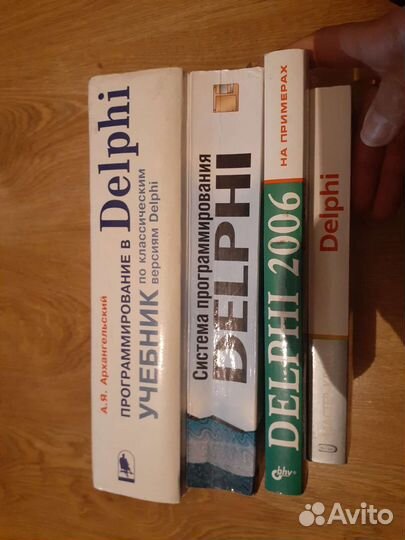 А.Я. Архангельский
ПРОГРАММИРОВАНИЕ В Delphi
УЧЕБНИК ПО КЛАССИЧЕСКИМ
ВЕРСИЯМ Delphi
Система программирования
DELPHI
DELPHI 2006
НА ПРИМЕРАХ
bhv
Delphi
Avito